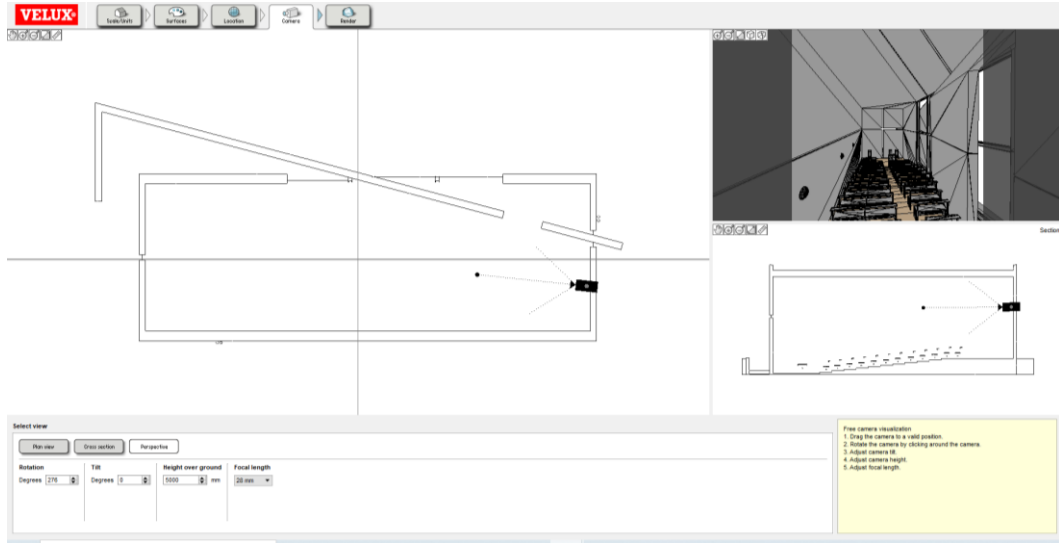 VELUX
Scale/Units
Surfaces
Location
Camera
Render
Section
Select view
Plan view
Cross section
Perspective
Rotation
Tilt
Height over ground
Focal length
Degrees 276
Degrees 0
5000 mm
28 mm
Free camera visualization
1. Drag the camera to a valid position.
2. Rotate the camera by clicking around the camera.
3. Adjust camera tilt.
4. Adjust camera height.
5. Adjust focal length.